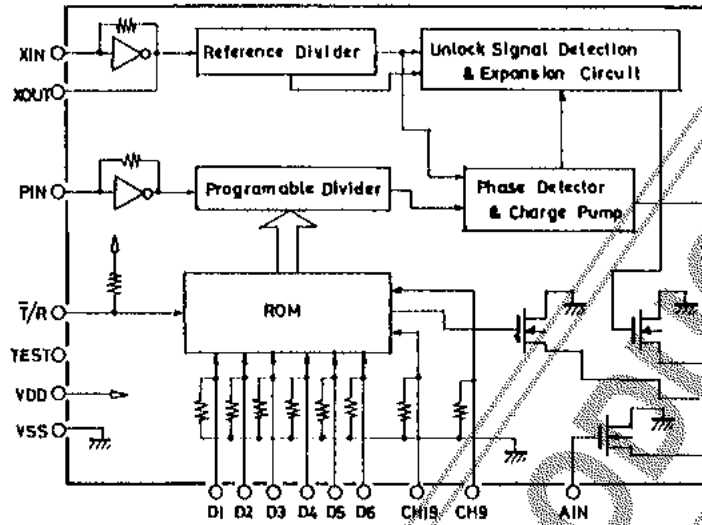 XIN
Reference Divider
Unlock Signal Detection
& Expansion Circuit
XOUT
PIN
Programable Divider
Phase Detector
& Charge Pump
T̅/R
ROM
TEST
VDD
VSS
D1 D2 D3 D4 D5 D6 CH19 CH9 AIN